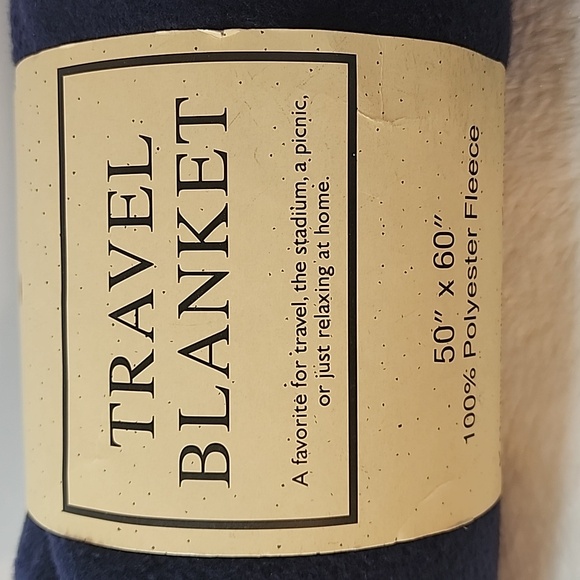 TRAVEL
BLANKET
A favorite for travel, the stadium, a picnic,
or just relaxing at home.
50" x 60"
100% Polyester Fleece